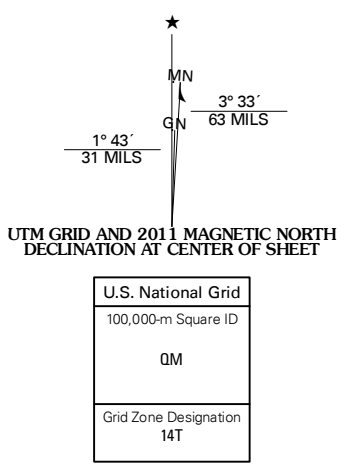 ★
MN
3° 33´
63 MILS
GN
1° 43´
31 MILS
UTM GRID AND 2011 MAGNETIC NORTH
DECLINATION AT CENTER OF SHEET
U.S. National Grid
100,000-m Square ID
QM
Grid Zone Designation
14T